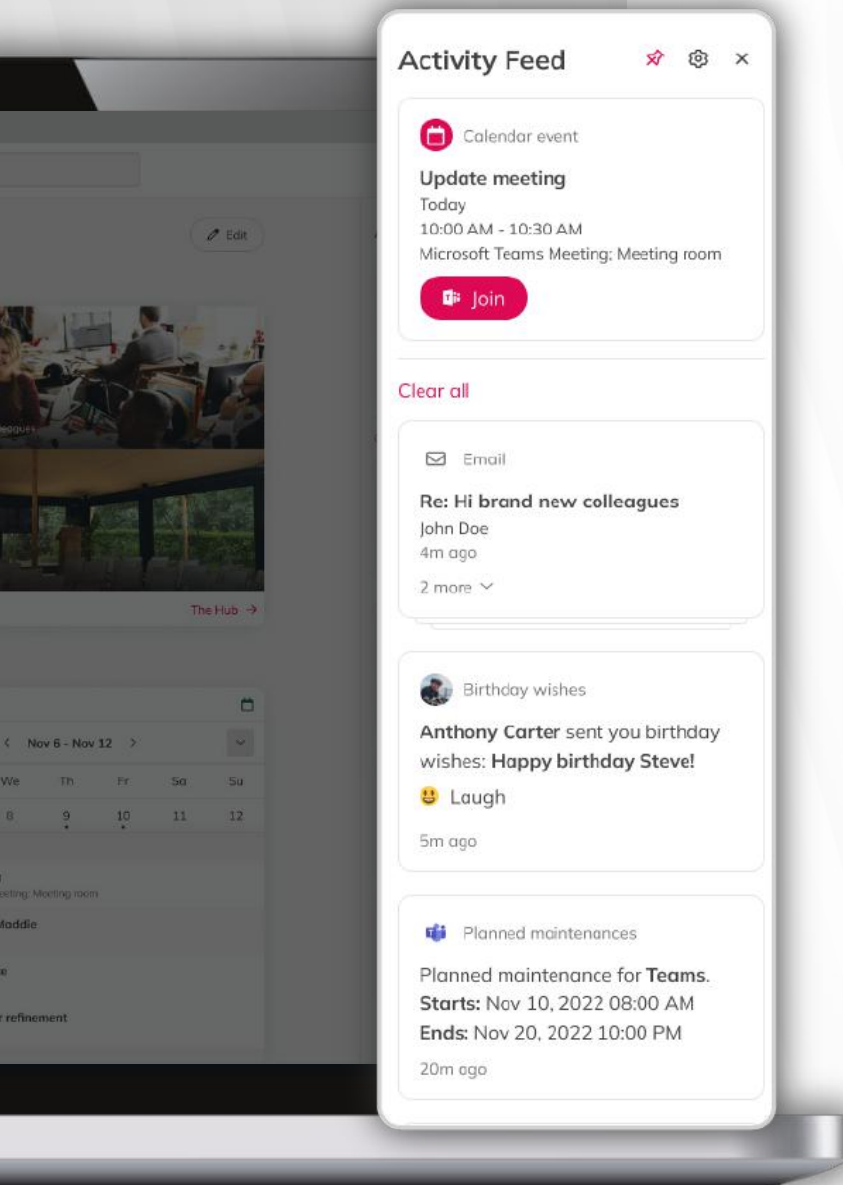 Activity Feed
Calendar event
Update meeting
Today
10:00 AM - 10:30 AM
Microsoft Teams Meeting; Meeting room
Join
Clear all
Email
Re: Hi brand new colleagues
John Doe
4m ago
2 more
Birthday wishes
Anthony Carter sent you birthday
wishes: Happy birthday Steve!
Laugh
5m ago
Planned maintenances
Planned maintenance for Teams.
Starts: Nov 10, 2022 08:00 AM
Ends: Nov 20, 2022 10:00 PM
20m ago
Edit
The Hub
Nov 6 - Nov 12
We Th Fr Sa Su
8 9 10 11 12
Meeting room
Maddie
refinement